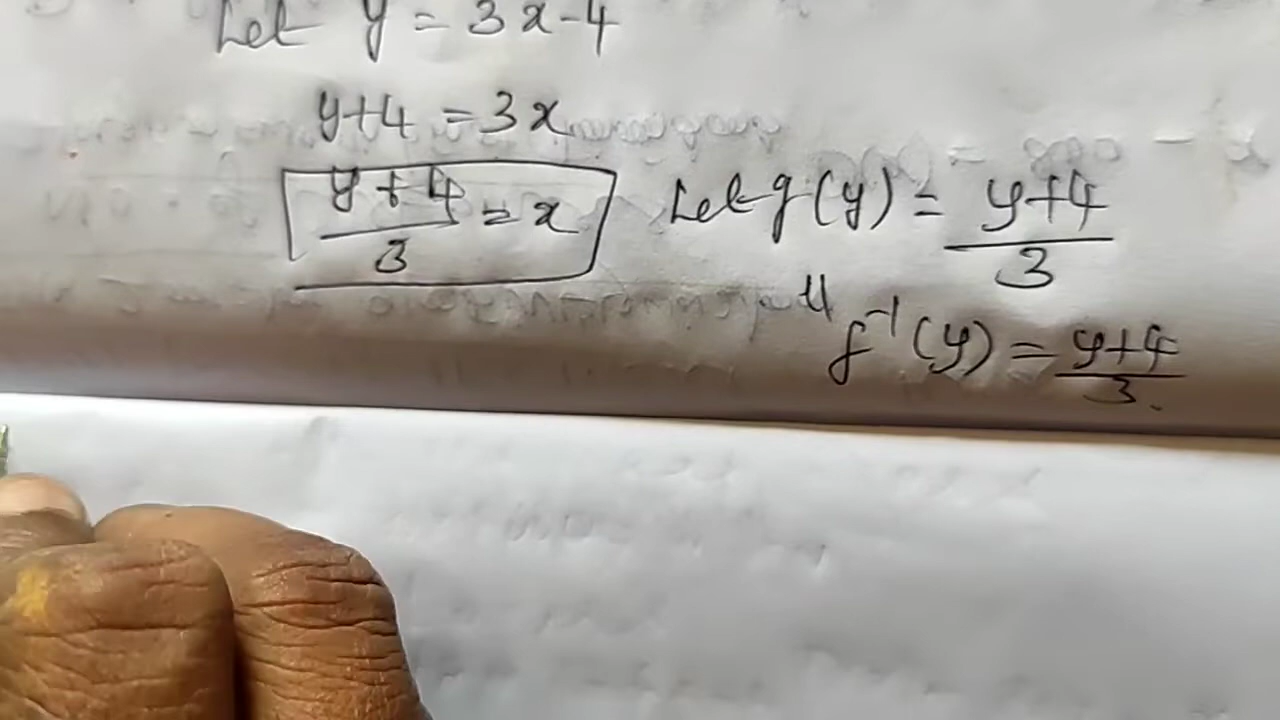 Let y = 3x-4
y+4 = 3x
y+4/3 = x Let g(y) = y+4/3
f⁻¹(y) = y+4/3.